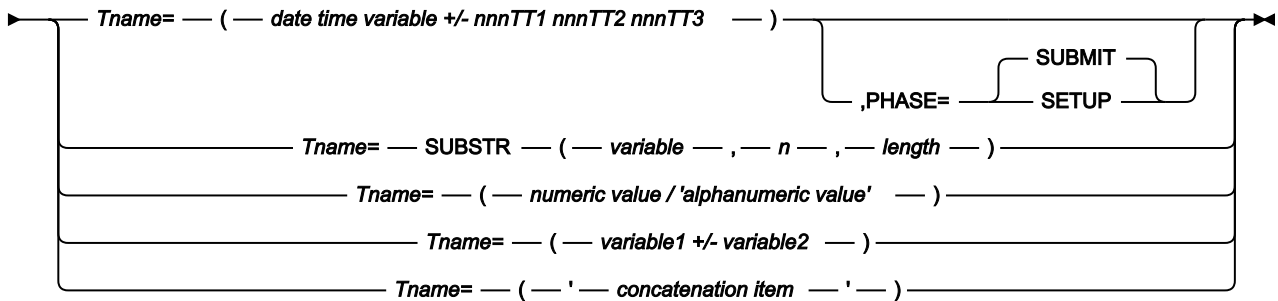 Tname= ( date time variable +/- nnnTT1 nnnTT2 nnnTT3 )
SUBMIT
,PHASE= SETUP
Tname= SUBSTR ( variable , n , length )
Tname= ( numeric value / 'alphanumeric value' )
Tname= ( variable1 +/- variable2 )
Tname= ( ' concatenation item ' )